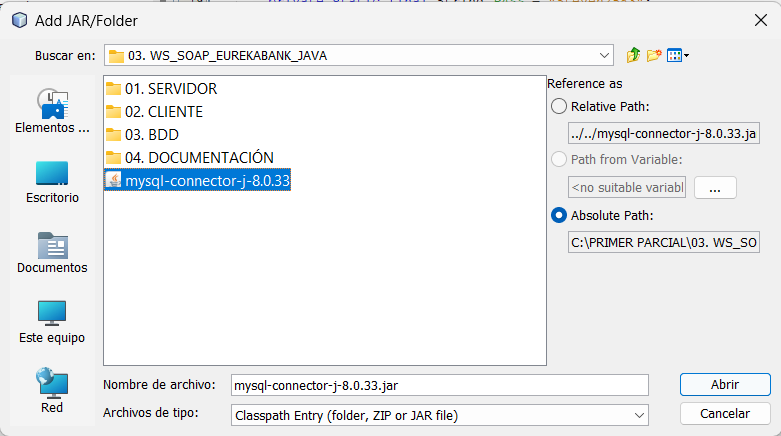 Add JAR/Folder
Buscar en:
03. WS_SOAP_EUREKABANK_JAVA
Elementos ...
Escritorio
Documentos
Este equipo
Red
01. SERVIDOR
02. CLIENTE
03. BDD
04. DOCUMENTACIÓN
mysql-connector-j-8.0.33
Reference as
Relative Path:
../../mysql-connector-j-8.0.33.ja
Path from Variable:
<no suitable variabl
...
Absolute Path:
C:\PRIMER PARCIAL\03. WS_SO
Nombre de archivo:
mysql-connector-j-8.0.33.jar
Abrir
Archivos de tipo:
Classpath Entry (folder, ZIP or JAR file)
Cancelar